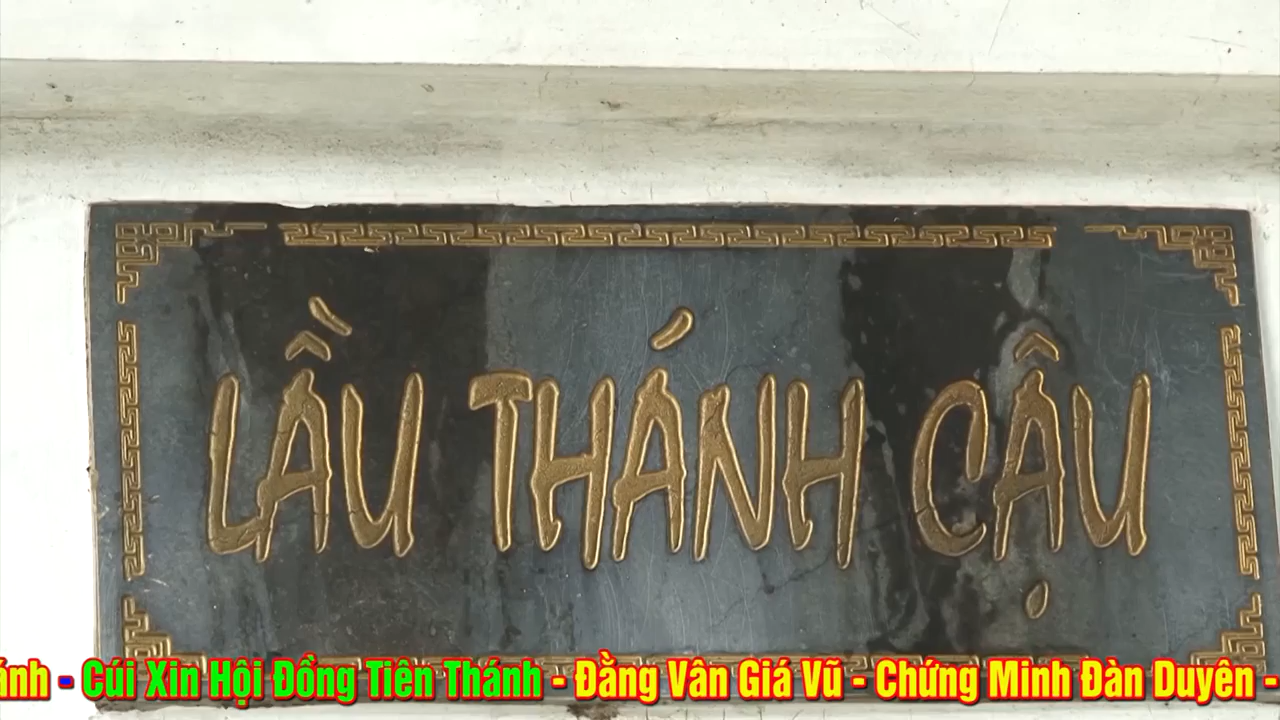 LẦU THÁNH CẬU
- Cúi Xin Hội Đồng Tiên Thánh - Đằng Vân Giá Vũ - Chứng Minh Đàn Duyên -